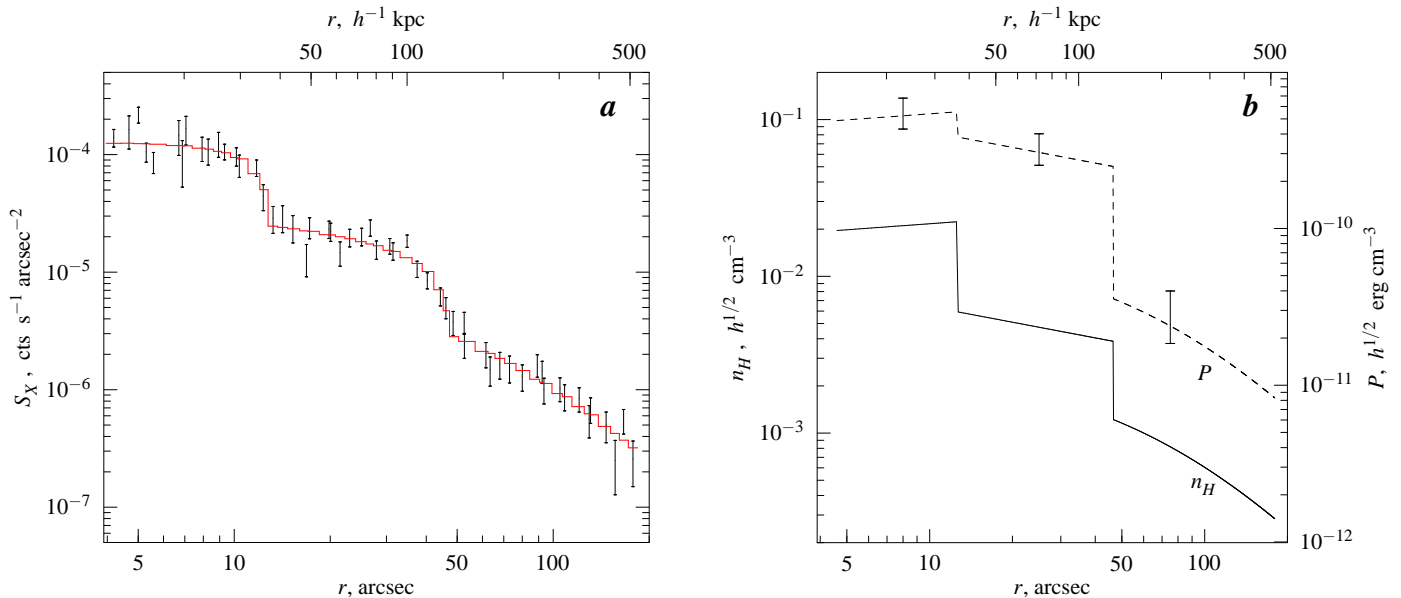 r, h⁻¹ kpc
50 100 500
a
10⁻⁴
10⁻⁵
10⁻⁶
10⁻⁷
S_X , cts s⁻¹ arcsec⁻²
5 10 50 100
r, arcsec
r, h⁻¹ kpc
50 100 500
b
10⁻¹
10⁻²
10⁻³
n_H , h^{1/2} cm⁻³
P
n_H
10⁻¹⁰
10⁻¹¹
10⁻¹²
P, h^{1/2} erg cm⁻³
5 10 50 100
r, arcsec